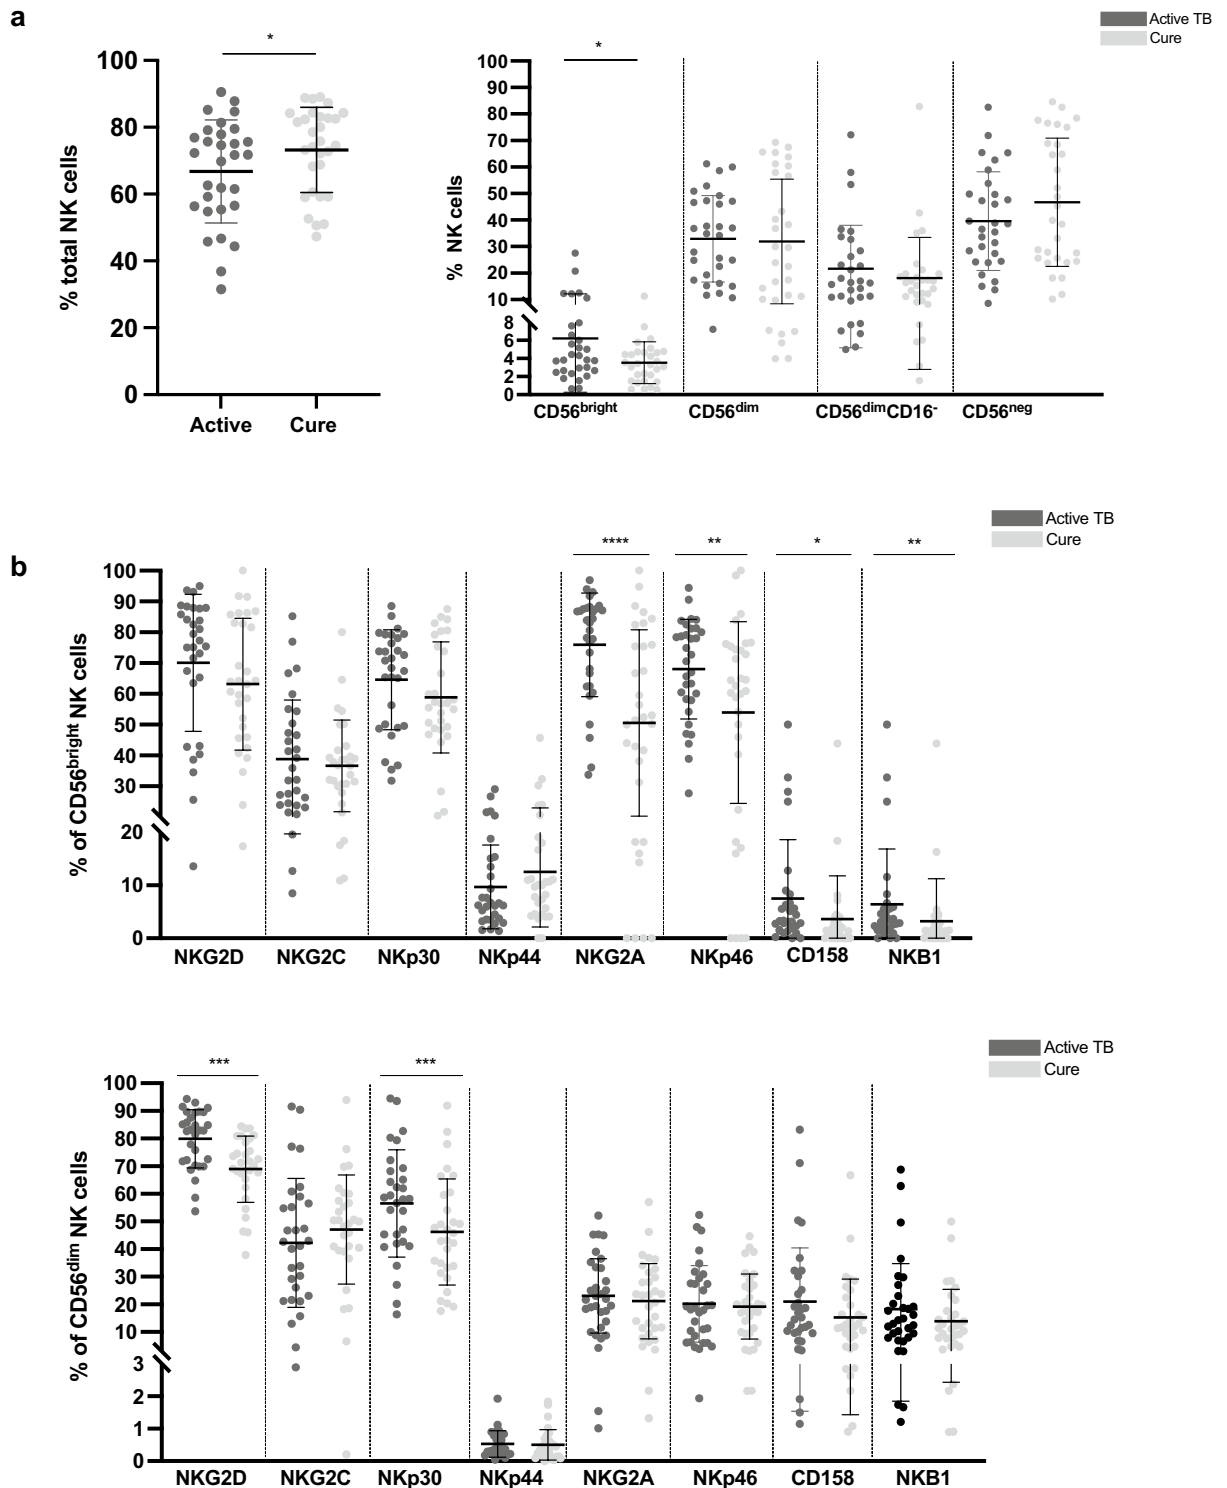 a
Active TB
Cure
*
100
80
60
40
20
0
% total NK cells
Active Cure
*
100
90
80
70
60
50
40
30
20
10
8
6
4
2
0
% NK cells
CD56bright CD56dim CD56dimCD16- CD56neg
b
Active TB
Cure
**** ** * **
100
90
80
70
60
50
40
30
20
10
0
% of CD56bright NK cells
NKG2D NKG2C NKp30 NKp44 NKG2A NKp46 CD158 NKB1
Active TB
Cure
*** ***
100
90
80
70
60
50
40
30
20
10
3
2
1
0
% of CD56dim NK cells
NKG2D NKG2C NKp30 NKp44 NKG2A NKp46 CD158 NKB1